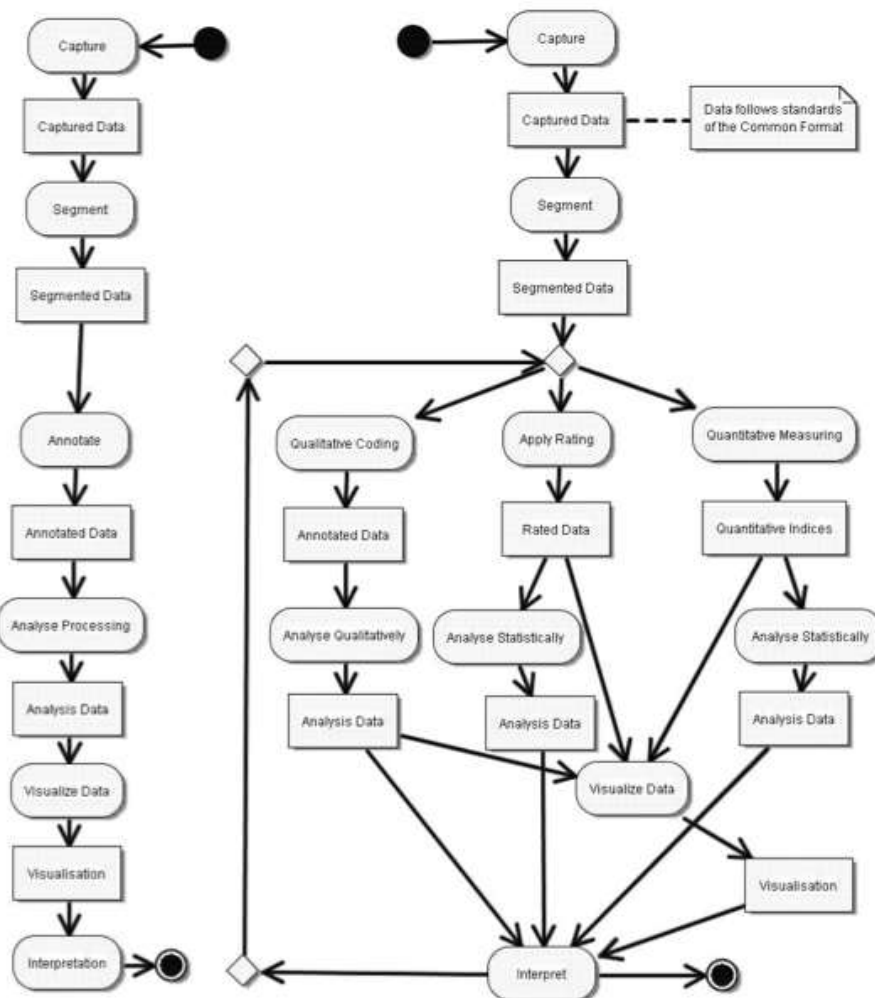 Capture
Captured Data
Segment
Segmented Data
Annotate
Annotated Data
Analyse Processing
Analysis Data
Visualize Data
Visualisation
Interpretation
Capture
Captured Data
Data follows standards
of the Common Format
Segment
Segmented Data
Qualitative Coding
Apply Rating
Quantitative Measuring
Annotated Data
Rated Data
Quantitative Indices
Analyse Qualitatively
Analyse Statistically
Analyse Statistically
Analysis Data
Analysis Data
Analysis Data
Visualize Data
Visualisation
Interpret